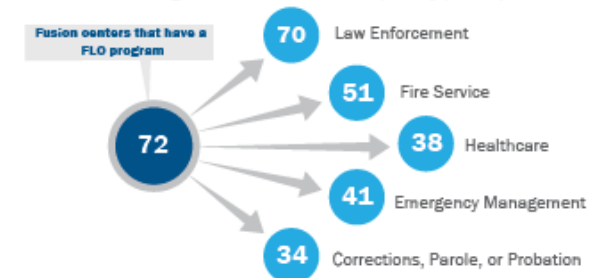 Fusion centers that have a
FLO program
72
70 Law Enforcement
51 Fire Service
38 Healthcare
41 Emergency Management
34 Corrections, Parole, or Probation